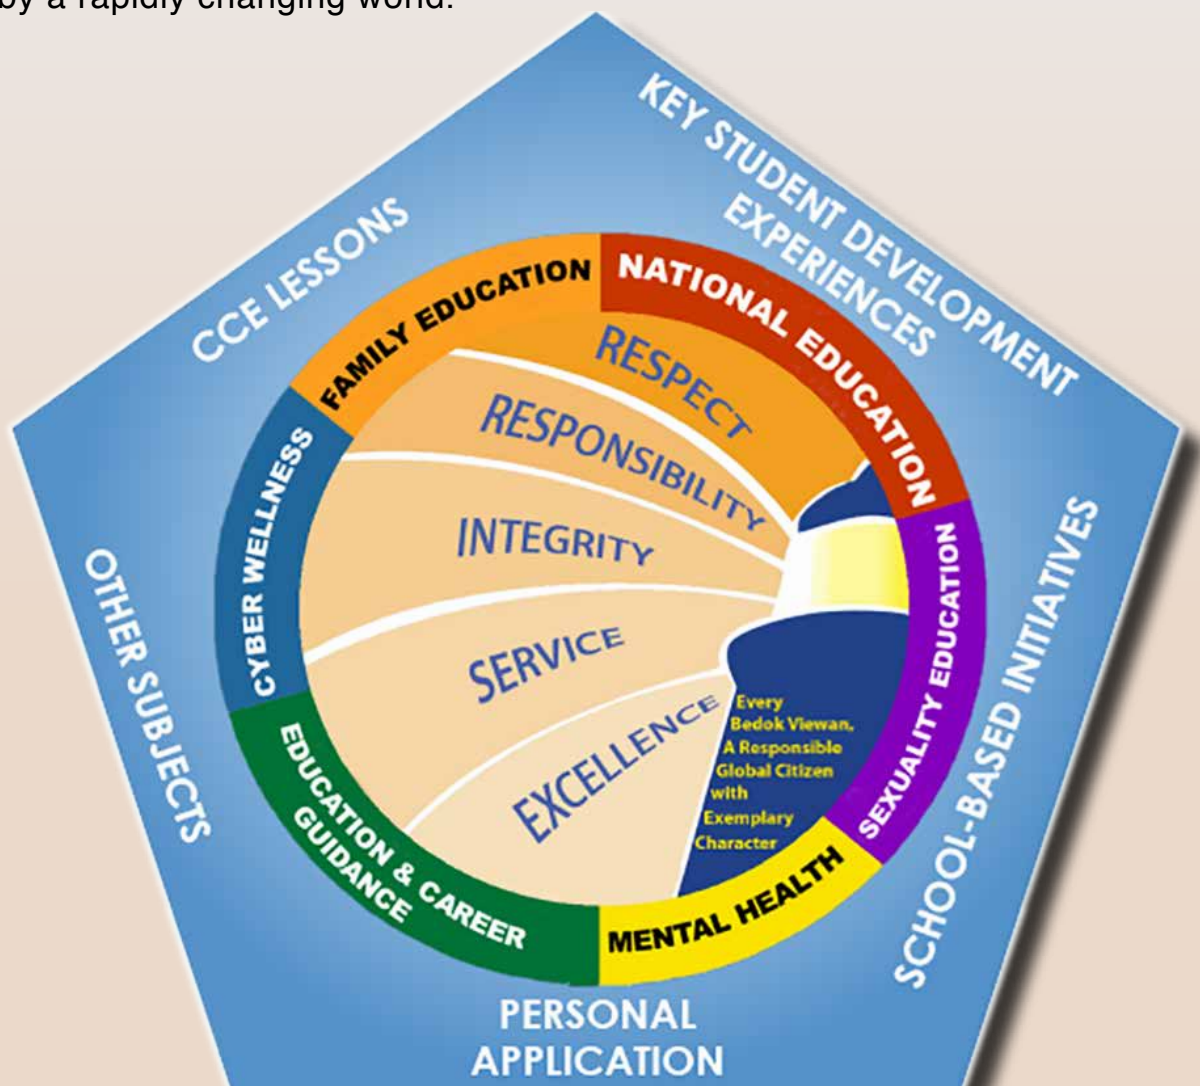 by a rapidly changing world.
KEY STUDENT DEVELOPMENT
EXPERIENCES
CCE LESSONS
FAMILY EDUCATION
NATIONAL EDUCATION
RESPECT
RESPONSIBILITY
INTEGRITY
SERVICE
EXCELLENCE
CYBER WELLNESS
SEXUALITY EDUCATION
OTHER SUBJECTS
SCHOOL-BASED INITIATIVES
Every
Bedok Viewan,
A Responsible
Global Citizen
with
Exemplary
Character
EDUCATION & CAREER
GUIDANCE
MENTAL HEALTH
PERSONAL
APPLICATION